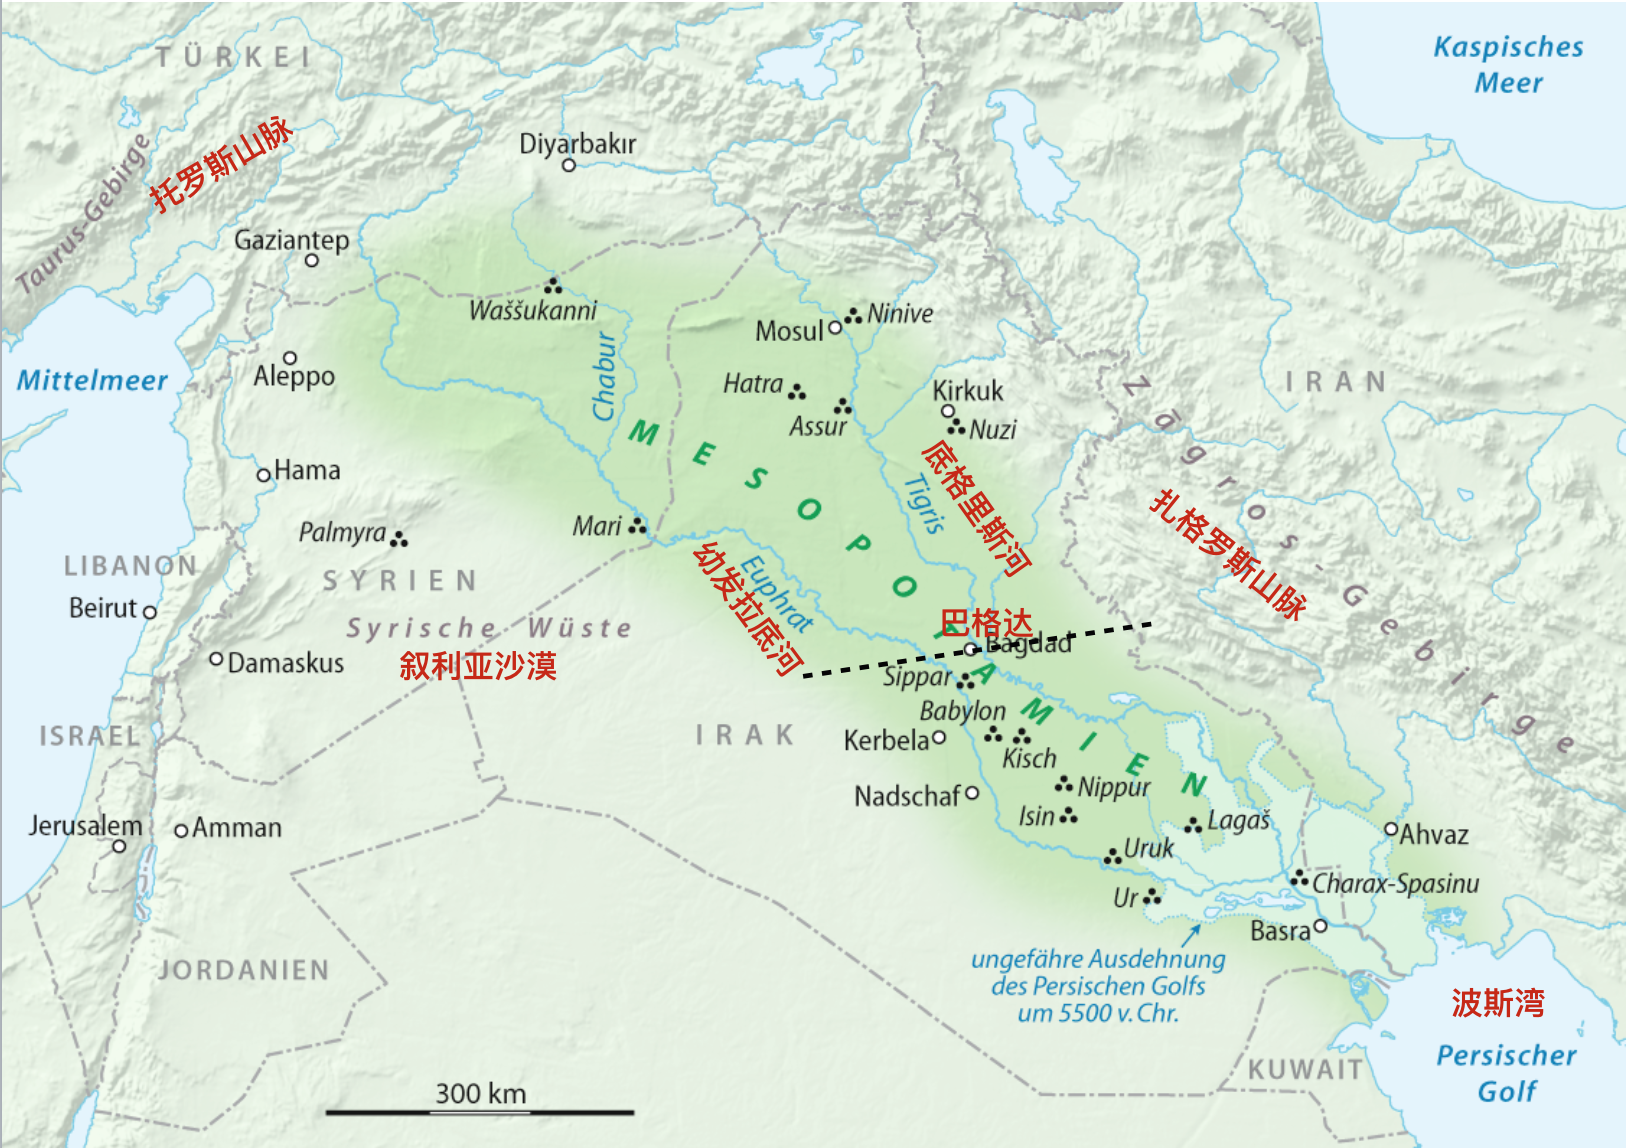 TÜRKEI
Kaspisches
Meer
托罗斯山脉
Taurus-Gebirge
Diyarbakır
Gaziantep
Waššukanni
Chabur
Mosul
Ninive
Mittelmeer
Aleppo
Hatra
Assur
Kirkuk
Nuzi
Zagros-Gebirge
IRAN
MESOPOTAMIEN
Hama
底格里斯河
Tigris
扎格罗斯山脉
Palmyra
Mari
LIBANON
SYRIEN
幼发拉底河
Euphrat
Beirut
Syrische Wüste
巴格达
Bagdad
Damaskus
叙利亚沙漠
Sippar
Babylon
ISRAEL
IRAK
Kerbela
Kisch
Nippur
Nadschaf
Isin
Lagaš
Jerusalem
Amman
Ahvaz
Uruk
Charax-Spasinu
Ur
Basra
JORDANIEN
ungefähre Ausdehnung
des Persischen Golfs
um 5500 v. Chr.
波斯湾
Persischer
Golf
KUWAIT
300 km